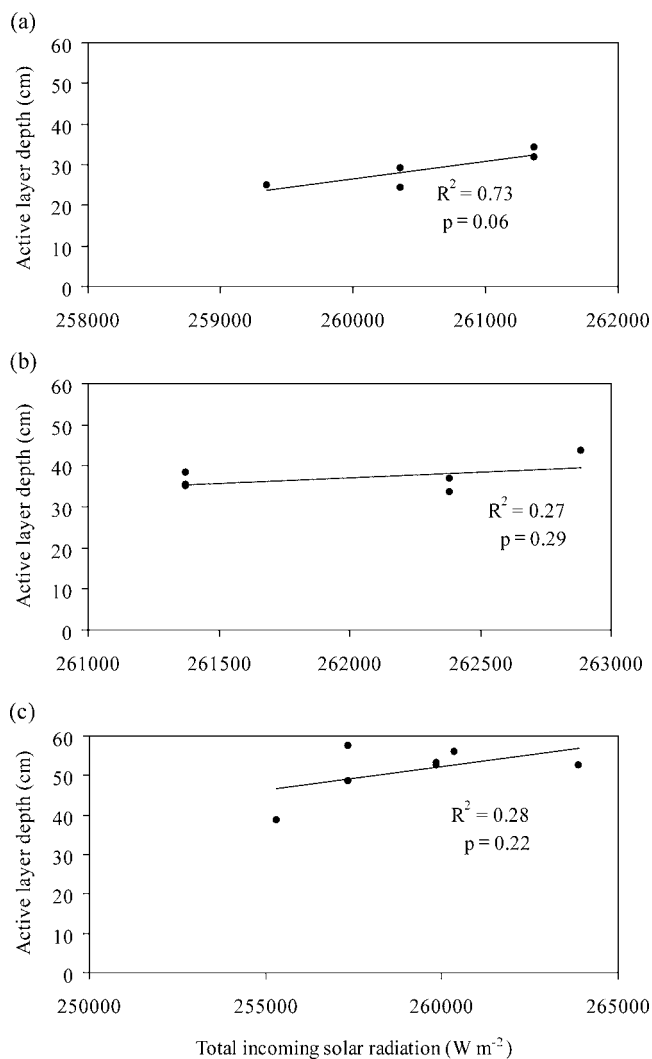 (a)
Active layer depth (cm)
60
50
40
30
20
10
0
R² = 0.73
p = 0.06
258000 259000 260000 261000 262000
(b)
Active layer depth (cm)
60
50
40
30
20
10
0
R² = 0.27
p = 0.29
261000 261500 262000 262500 263000
(c)
Active layer depth (cm)
60
50
40
30
20
10
0
R² = 0.28
p = 0.22
250000 255000 260000 265000
Total incoming solar radiation (W m⁻²)